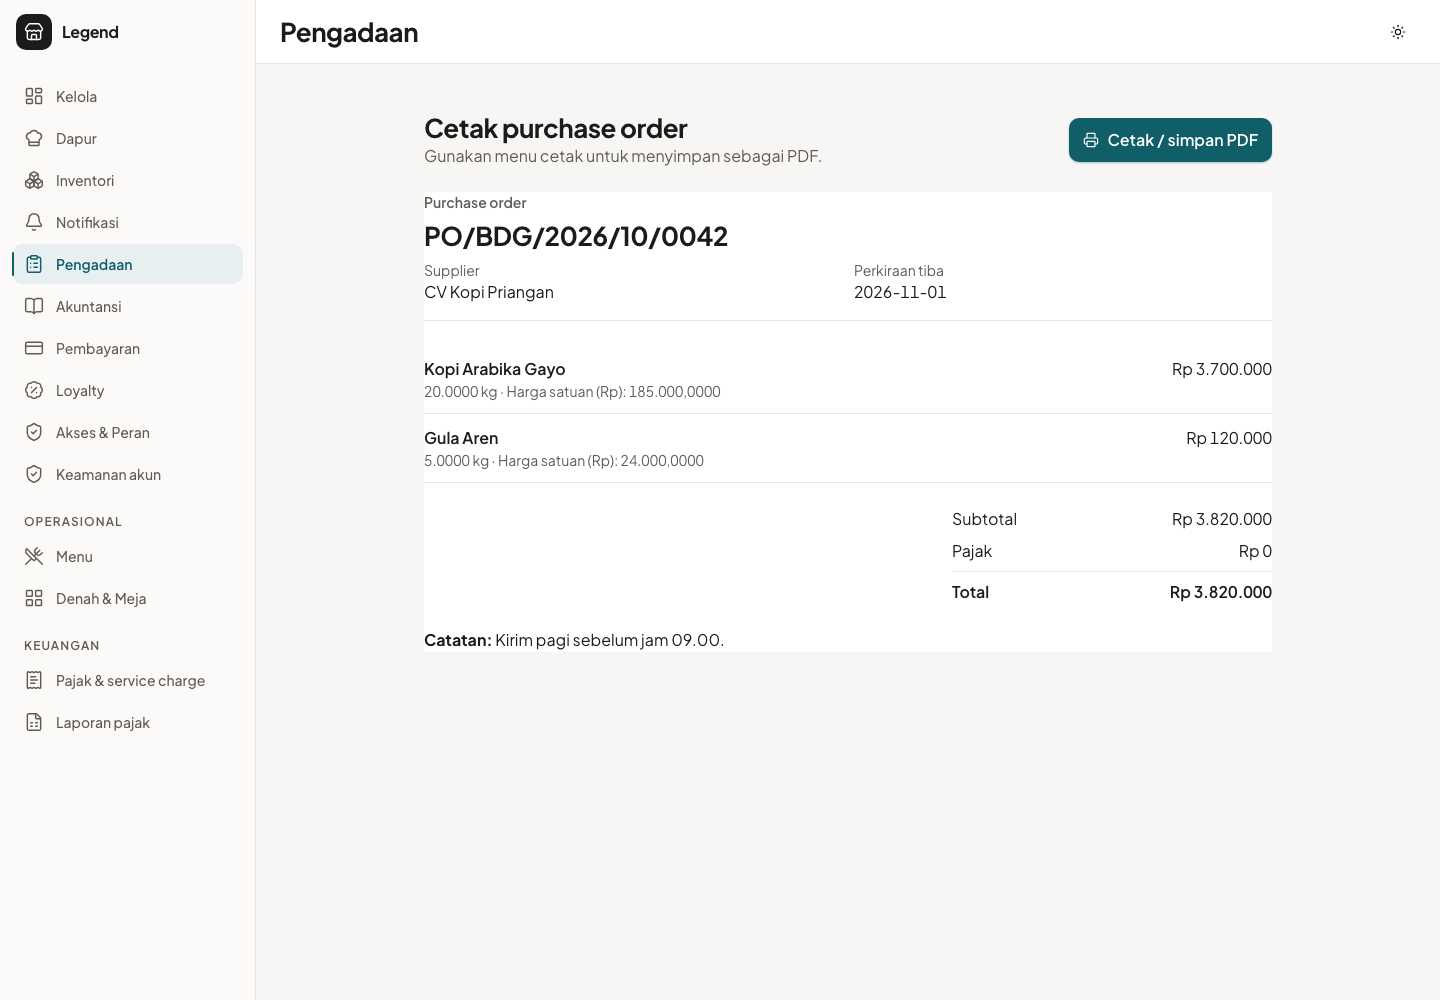 Legend
Pengadaan
Kelola
Dapur
Inventori
Notifikasi
Pengadaan
Akuntansi
Pembayaran
Loyalty
Akses & Peran
Keamanan akun
OPERASIONAL
Menu
Denah & Meja
KEUANGAN
Pajak & service charge
Laporan pajak
Cetak purchase order
Gunakan menu cetak untuk menyimpan sebagai PDF.
Cetak / simpan PDF
Purchase order
PO/BDG/2026/10/0042
Supplier
CV Kopi Priangan
Perkiraan tiba
2026-11-01
Kopi Arabika Gayo Rp 3.700.000
20.0000 kg · Harga satuan (Rp): 185.000,0000
Gula Aren Rp 120.000
5.0000 kg · Harga satuan (Rp): 24.000,0000
Subtotal Rp 3.820.000
Pajak Rp 0
Total Rp 3.820.000
Catatan: Kirim pagi sebelum jam 09.00.